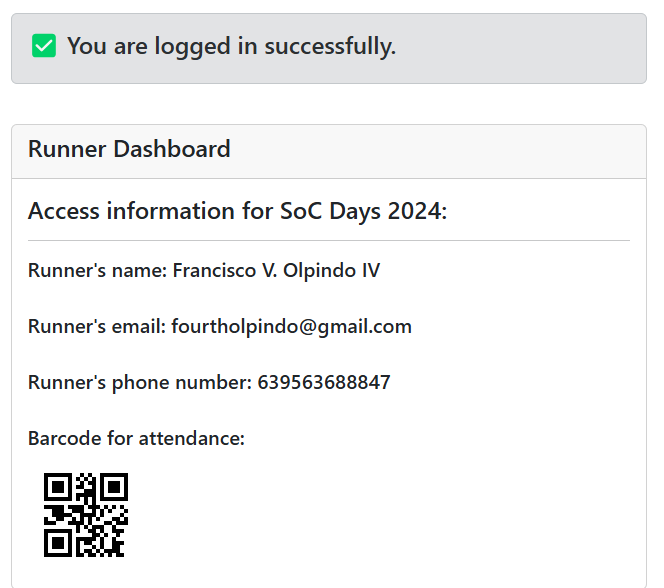 You are logged in successfully.
Runner Dashboard
Access information for SoC Days 2024:
Runner's name: Francisco V. Olpindo IV
Runner's email: fourtholpindo@gmail.com
Runner's phone number: 639563688847
Barcode for attendance: